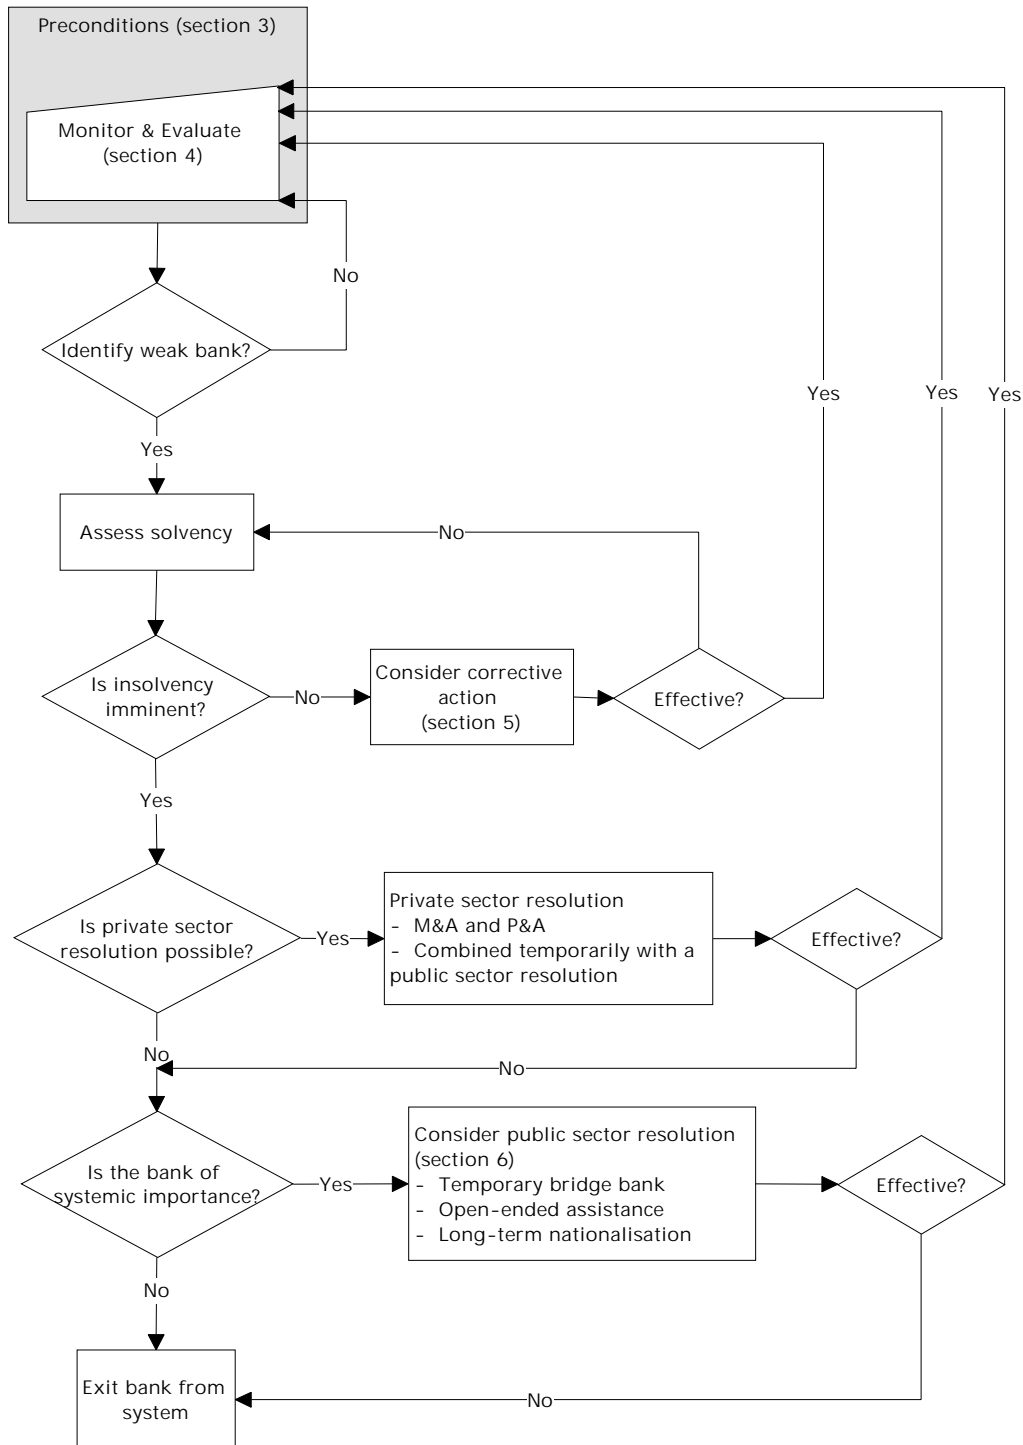 Preconditions (section 3)
Monitor & Evaluate
(section 4)
No
Identify weak bank?
Yes
Yes
Yes
Yes
Assess solvency
No
Is insolvency
imminent?
No
Consider corrective
action
(section 5)
Effective?
Yes
Is private sector
resolution possible?
Yes
Private sector resolution
- M&A and P&A
- Combined temporarily with a
public sector resolution
Effective?
No
No
Is the bank of
systemic importance?
Yes
Consider public sector resolution
(section 6)
- Temporary bridge bank
- Open-ended assistance
- Long-term nationalisation
Effective?
No
Exit bank from
system
No